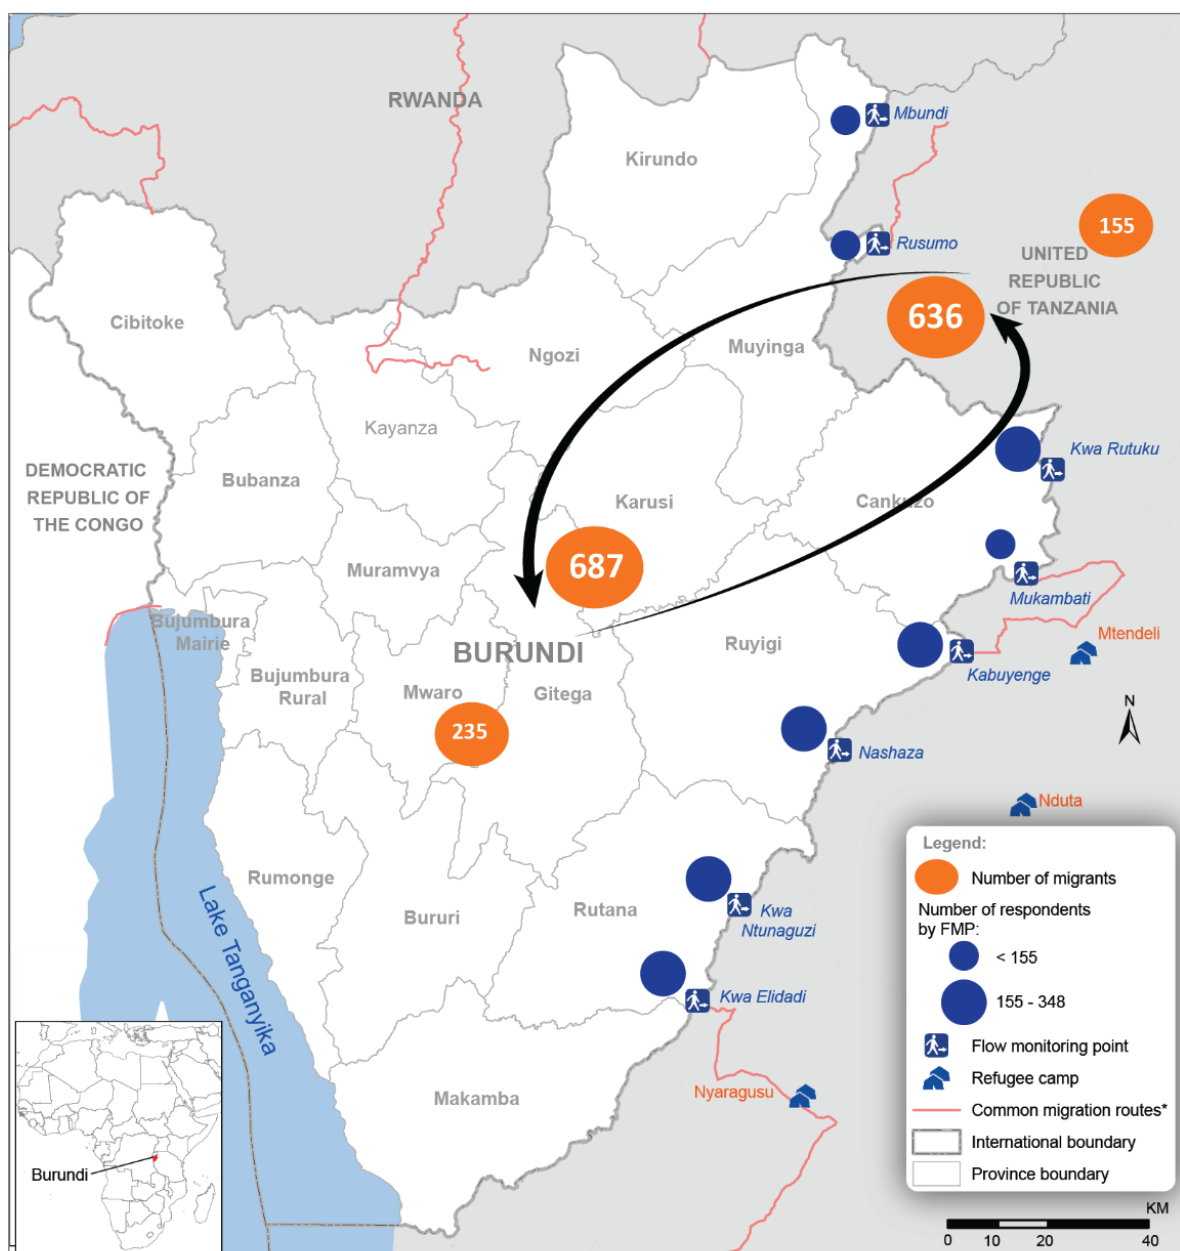 RWANDA
Mbundi
Kirundo
155
Rusumo
UNITED
REPUBLIC
OF TANZANIA
636
Cibitoke
Ngozi
Muyinga
Kayanza
Kwa Rutuku
DEMOCRATIC
REPUBLIC OF
THE CONGO
Bubanza
Karusi
Cankuzo
687
Muramvya
Mukambati
Bujumbura
Mairie
BURUNDI
Ruyigi
Mtendeli
Kabuyenge
Bujumbura
Rural
Mwaro
Gitega
N
235
Nashaza
Nduta
Legend:
Number of migrants
Number of respondents
by FMP:
< 155
155 - 348
Flow monitoring point
Refugee camp
Common migration routes*
International boundary
Province boundary
Rumonge
Lake Tanganyika
Bururi
Rutana
Kwa
Ntunaguzi
Kwa Elidadi
Makamba
Nyaragusu
Burundi
KM
0 10 20 40